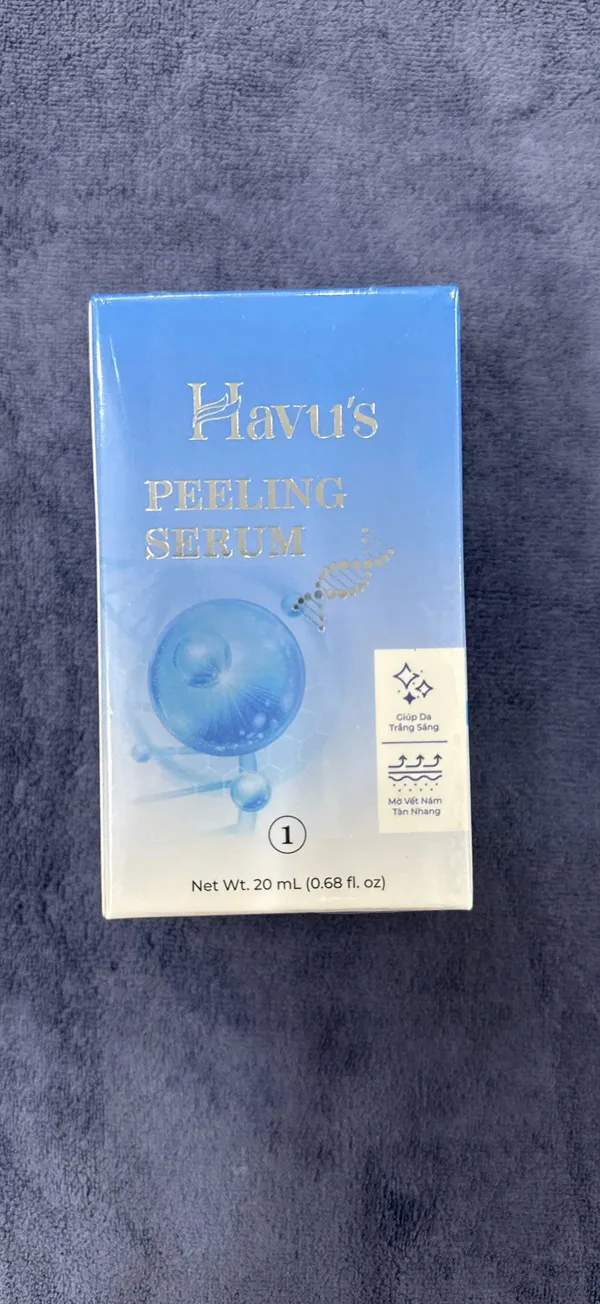 Havu's
PEELING
SERUM
Giúp Da
Trắng Sáng
Mờ Vết Nám
Tàn Nhang
1
Net Wt. 20 mL (0.68 fl. oz)